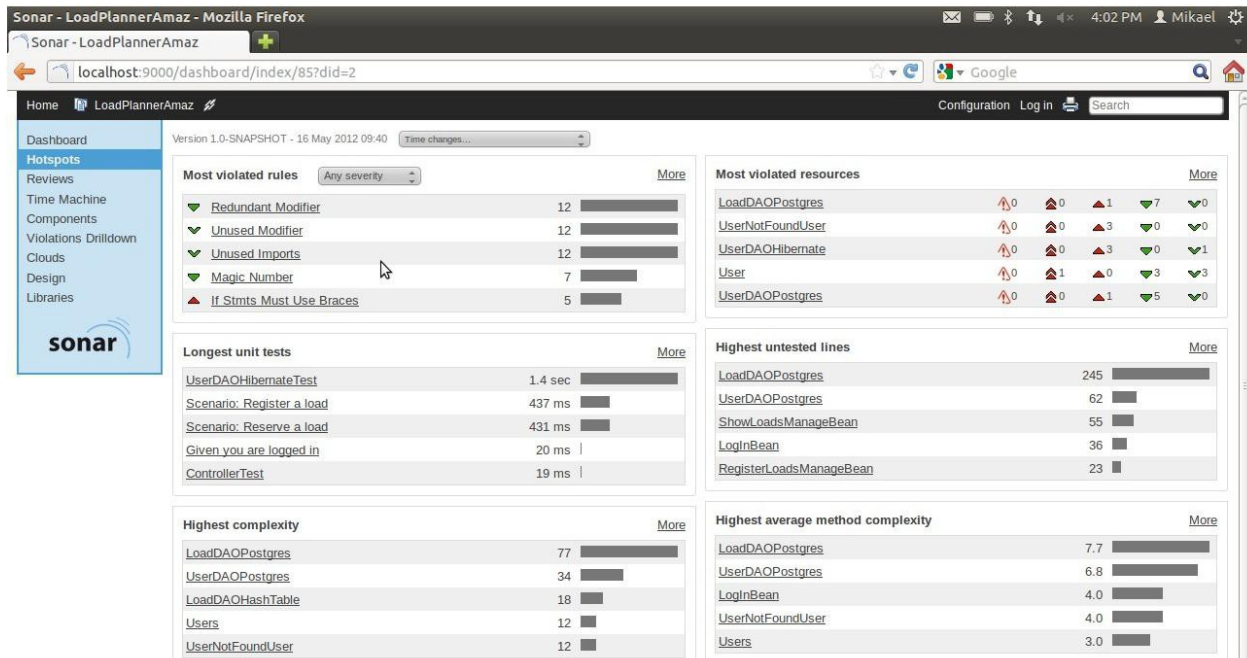 Sonar - LoadPlannerAmaz - Mozilla Firefox
4:02 PM Mikael
Sonar - LoadPlannerAmaz
localhost:9000/dashboard/index/85?did=2
Google
Home LoadPlannerAmaz
Configuration Log in Search
Dashboard
Hotspots
Reviews
Time Machine
Components
Violations Drilldown
Clouds
Design
Libraries
sonar
Version 1.0-SNAPSHOT - 16 May 2012 09:40 Time changes...
Most violated rules Any severity More
Redundant Modifier 12
Unused Modifier 12
Unused Imports 12
Magic Number 7
If Stmts Must Use Braces 5
Most violated resources More
LoadDAOPostgres 0 0 1 7 0
UserNotFoundUser 0 0 3 0 0
UserDAOHibernate 0 0 3 0 1
User 0 1 0 3 3
UserDAOPostgres 0 0 1 5 0
Longest unit tests More
UserDAOHibernateTest 1.4 sec
Scenario: Register a load 437 ms
Scenario: Reserve a load 431 ms
Given you are logged in 20 ms
ControllerTest 19 ms
Highest untested lines More
LoadDAOPostgres 245
UserDAOPostgres 62
ShowLoadsManageBean 55
LogInBean 36
RegisterLoadsManageBean 23
Highest complexity More
LoadDAOPostgres 77
UserDAOPostgres 34
LoadDAOHashTable 18
Users 12
UserNotFoundUser 12
Highest average method complexity More
LoadDAOPostgres 7.7
UserDAOPostgres 6.8
LogInBean 4.0
UserNotFoundUser 4.0
Users 3.0